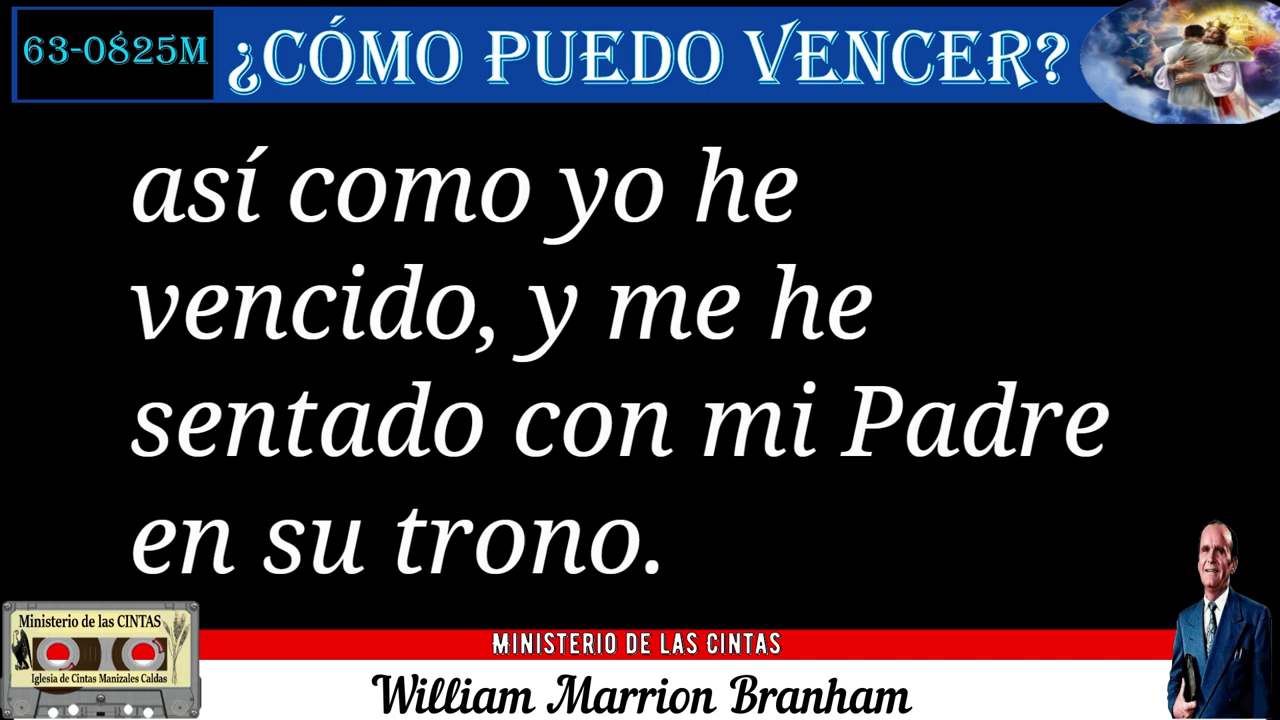 63-0825M
¿CÓMO PUEDO VENCER?
así como yo he
vencido, y me he
sentado con mi Padre
en su trono.
Ministerio de las CINTAS
Iglesia de Cintas Manizales Caldas
MINISTERIO DE LAS CINTAS
William Marrion Branham